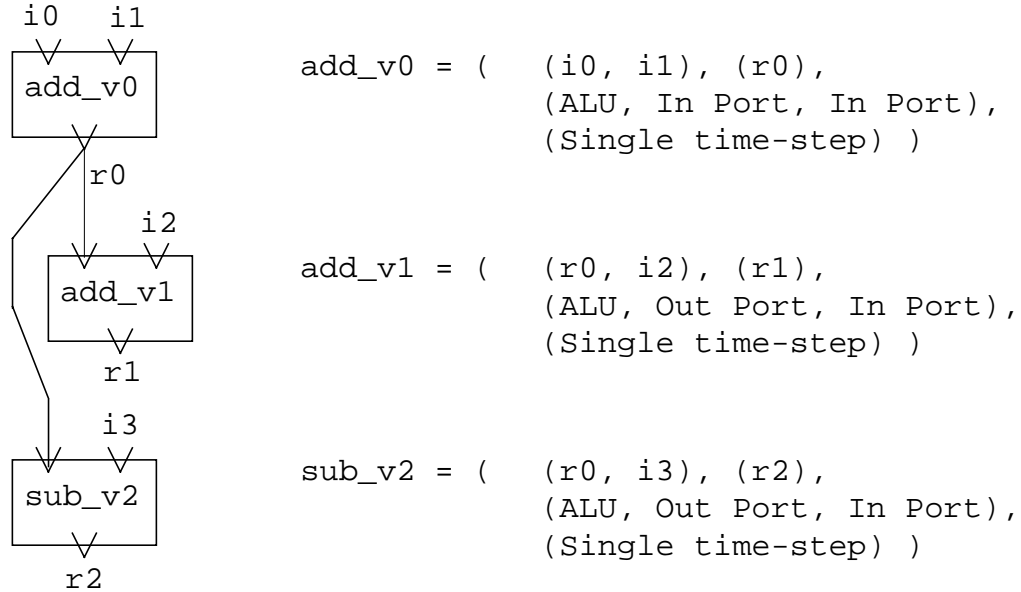 i0 i1
add_v0
r0
i2
add_v1
r1
i3
sub_v2
r2
add_v0 = ( (i0, i1), (r0),
(ALU, In Port, In Port),
(Single time-step) )
add_v1 = ( (r0, i2), (r1),
(ALU, Out Port, In Port),
(Single time-step) )
sub_v2 = ( (r0, i3), (r2),
(ALU, Out Port, In Port),
(Single time-step) )